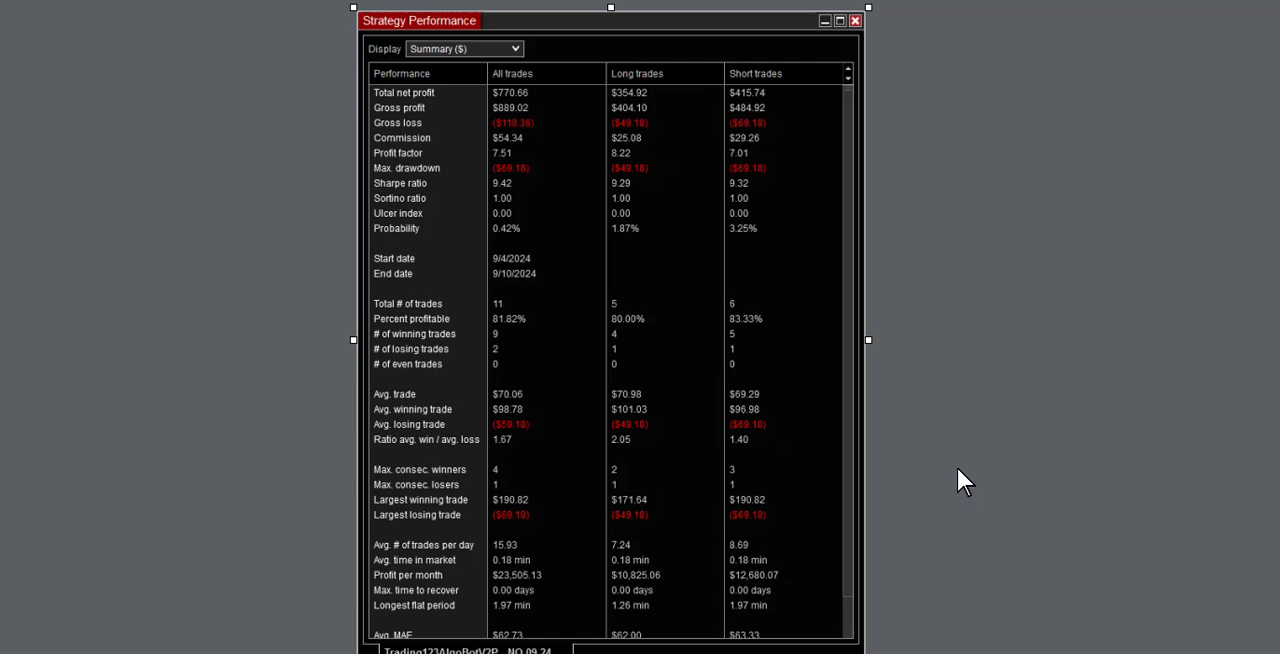 Strategy Performance
Display Summary ($)
Performance All trades Long trades Short trades
Total net profit $770.66 $354.92 $415.74
Gross profit $889.02 $404.10 $484.92
Gross loss ($118.36) ($49.18) ($69.18)
Commission $54.34 $25.08 $29.26
Profit factor 7.51 8.22 7.01
Max. drawdown ($69.18) ($49.18) ($69.18)
Sharpe ratio 9.42 9.29 9.32
Sortino ratio 1.00 1.00 1.00
Ulcer index 0.00 0.00 0.00
Probability 0.42% 1.87% 3.25%
Start date 9/4/2024
End date 9/10/2024
Total # of trades 11 5 6
Percent profitable 81.82% 80.00% 83.33%
# of winning trades 9 4 5
# of losing trades 2 1 1
# of even trades 0 0 0
Avg. trade $70.06 $70.98 $69.29
Avg. winning trade $98.78 $101.03 $96.98
Avg. losing trade ($59.18) ($49.18) ($69.18)
Ratio avg. win / avg. loss 1.67 2.05 1.40
Max. consec. winners 4 2 3
Max. consec. losers 1 1 1
Largest winning trade $190.82 $171.64 $190.82
Largest losing trade ($69.18) ($49.18) ($69.18)
Avg. # of trades per day 15.93 7.24 8.69
Avg. time in market 0.18 min 0.18 min 0.18 min
Profit per month $23,505.13 $10,825.06 $12,680.07
Max. time to recover 0.00 days 0.00 days 0.00 days
Longest flat period 1.97 min 1.26 min 1.97 min
Avg. MAE $62.73 $62.00 $63.33
Trading123AlgoBotV2P NQ 09 24